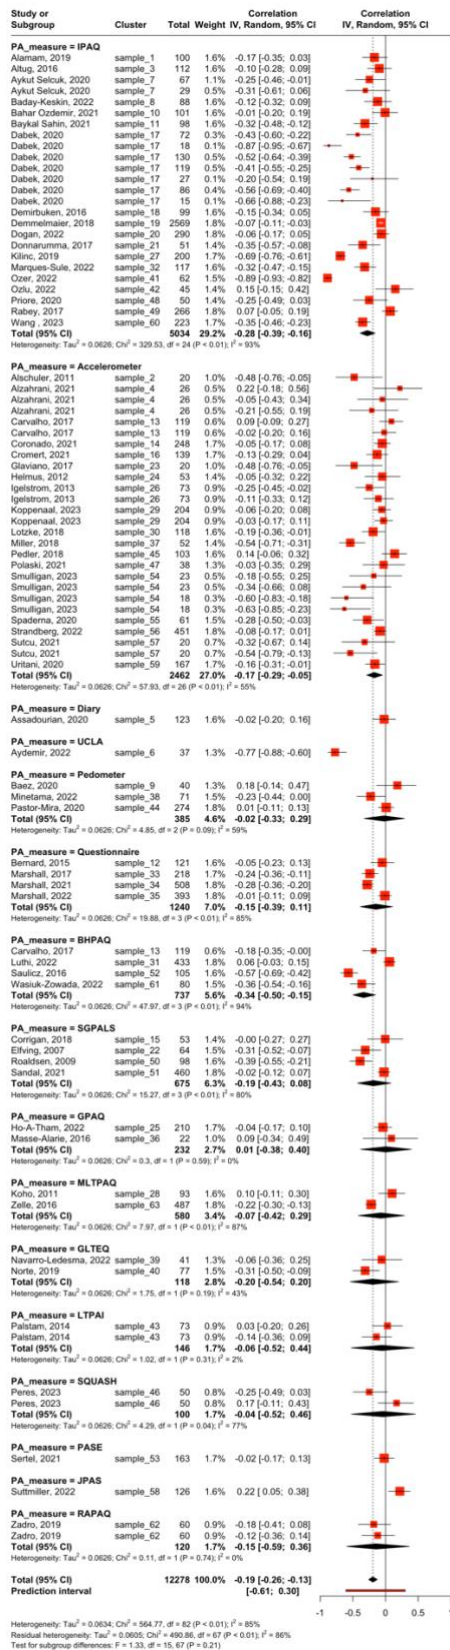 Study or Correlation Correlation
Subgroup Cluster Total Weight IV, Random, 95% CI IV, Random, 95% CI
PA_measure = IPAQ
Alamam, 2019 sample_1 100 1.6% -0.17 [-0.35; 0.03]
Altug, 2016 sample_3 112 1.6% -0.10 [-0.28; 0.09]
Aykut Selcuk, 2020 sample_7 67 1.1% -0.25 [-0.46; -0.01]
Aykut Selcuk, 2020 sample_7 29 1.1% -0.31 [-0.61; 0.06]
Baday-Keskin, 2022 sample_8 88 1.6% -0.12 [-0.32; 0.09]
Bahar Ozdemir, 2021 sample_10 101 1.6% -0.01 [-0.20; 0.19]
Baykal Sahin, 2021 sample_11 98 1.6% -0.32 [-0.48; -0.12]
Dabek, 2020 sample_17 72 0.4% -0.43 [-0.60; -0.22]
Dabek, 2020 sample_17 18 0.1% -0.87 [-0.95; -0.67]
Dabek, 2020 sample_17 130 0.4% -0.52 [-0.64; -0.39]
Dabek, 2020 sample_17 119 0.4% -0.41 [-0.55; -0.25]
Dabek, 2020 sample_17 27 0.1% -0.20 [-0.54; 0.19]
Dabek, 2020 sample_17 86 0.4% -0.56 [-0.69; -0.40]
Dabek, 2020 sample_17 15 0.1% -0.66 [-0.88; -0.23]
Demirbuken, 2016 sample_18 99 1.6% -0.15 [-0.34; 0.05]
Demmelmaier, 2018 sample_19 2569 1.8% -0.07 [-0.11; -0.03]
Dogan, 2022 sample_20 290 1.7% -0.06 [-0.17; 0.05]
Donnarumma, 2017 sample_21 51 1.5% -0.35 [-0.57; -0.08]
Kilinc, 2019 sample_27 200 1.7% -0.69 [-0.76; -0.61]
Marques-Sule, 2022 sample_32 117 1.6% -0.32 [-0.47; -0.15]
Ozer, 2022 sample_41 62 1.5% -0.89 [-0.93; -0.82]
Ozlu, 2022 sample_42 45 1.4% 0.15 [-0.15; 0.42]
Priore, 2020 sample_48 50 1.5% -0.25 [-0.49; 0.03]
Rabey, 2017 sample_49 266 1.7% 0.07 [-0.05; 0.19]
Wang , 2023 sample_60 223 1.7% -0.35 [-0.46; -0.23]
Total (95% CI) 5034 29.2% -0.28 [-0.39; -0.16]
Heterogeneity: Tau² = 0.0626; Chi² = 329.53, df = 24 (P < 0.01); I² = 93%
PA_measure = Accelerometer
Alschuler, 2011 sample_2 20 1.0% -0.48 [-0.76; -0.05]
Alzahrani, 2021 sample_4 26 0.4% 0.22 [-0.18; 0.56]
Alzahrani, 2021 sample_4 26 0.4% -0.05 [-0.43; 0.34]
Alzahrani, 2021 sample_4 26 0.4% -0.21 [-0.55; 0.19]
Carvalho, 2017 sample_13 119 0.6% 0.09 [-0.09; 0.27]
Carvalho, 2017 sample_13 119 0.6% -0.02 [-0.20; 0.16]
Coronado, 2021 sample_14 248 1.7% -0.05 [-0.17; 0.08]
Cromert, 2021 sample_16 139 1.7% -0.13 [-0.29; 0.04]
Glaviano, 2017 sample_23 20 1.0% -0.48 [-0.76; -0.05]
Helmus, 2012 sample_24 53 1.5% -0.05 [-0.32; 0.22]
Igelstrom, 2013 sample_26 73 0.9% -0.25 [-0.45; -0.02]
Igelstrom, 2013 sample_26 73 0.9% -0.11 [-0.33; 0.12]
Koppenaal, 2023 sample_29 204 0.9% -0.06 [-0.20; 0.08]
Koppenaal, 2023 sample_29 204 0.9% -0.03 [-0.17; 0.11]
Lotzke, 2018 sample_30 118 1.6% -0.19 [-0.36; -0.01]
Miller, 2018 sample_37 52 1.5% -0.54 [-0.71; -0.31]
Pedler, 2018 sample_45 103 1.6% 0.14 [-0.06; 0.32]
Polaski, 2021 sample_47 38 1.4% -0.03 [-0.35; 0.29]
Smulligan, 2023 sample_54 23 0.5% -0.18 [-0.55; 0.25]
Smulligan, 2023 sample_54 23 0.5% -0.34 [-0.66; 0.08]
Smulligan, 2023 sample_54 18 0.4% -0.60 [-0.83; -0.18]
Smulligan, 2023 sample_54 18 0.4% -0.63 [-0.85; -0.23]
Spaderna, 2020 sample_55 61 1.5% -0.28 [-0.50; -0.03]
Strandberg, 2022 sample_56 451 1.7% -0.08 [-0.17; 0.01]
Sutcu, 2021 sample_57 20 0.7% -0.32 [-0.67; 0.14]
Sutcu, 2021 sample_57 20 0.7% -0.54 [-0.79; -0.13]
Uritani, 2020 sample_59 167 1.7% -0.16 [-0.31; -0.01]
Total (95% CI) 2462 27.0% -0.17 [-0.29; -0.05]
Heterogeneity: Tau² = 0.0626; Chi² = 57.93, df = 26 (P < 0.01); I² = 55%
PA_measure = Diary
Assadourian, 2020 sample_5 123 1.6% -0.02 [-0.20; 0.16]
PA_measure = UCLA
Aydemir, 2022 sample_6 37 1.3% -0.77 [-0.88; -0.60]
PA_measure = Pedometer
Baez, 2020 sample_9 40 1.4% 0.18 [-0.14; 0.47]
Minetama, 2022 sample_38 71 1.5% -0.23 [-0.44; 0.00]
Pastor-Mira, 2020 sample_44 274 1.7% 0.01 [-0.11; 0.13]
Total (95% CI) 385 4.6% -0.02 [-0.33; 0.29]
Heterogeneity: Tau² = 0.0626; Chi² = 4.85, df = 2 (P = 0.09); I² = 59%
PA_measure = Questionnaire
Bernard, 2015 sample_12 121 1.7% -0.05 [-0.23; 0.13]
Marshall, 2017 sample_33 218 1.7% -0.24 [-0.36; -0.11]
Marshall, 2021 sample_34 508 1.7% -0.28 [-0.36; -0.20]
Marshall, 2022 sample_35 393 1.7% -0.01 [-0.11; 0.09]
Total (95% CI) 1240 7.0% -0.15 [-0.39; 0.11]
Heterogeneity: Tau² = 0.0626; Chi² = 19.88, df = 3 (P < 0.01); I² = 85%
PA_measure = BHPAQ
Carvalho, 2017 sample_13 119 0.6% -0.18 [-0.35; -0.00]
Luthi, 2022 sample_31 433 1.7% 0.06 [-0.03; 0.15]
Saulicz, 2016 sample_52 105 1.6% -0.57 [-0.69; -0.42]
Wasiuk-Zowada, 2022 sample_61 80 1.6% -0.36 [-0.54; -0.16]
Total (95% CI) 737 5.6% -0.34 [-0.50; -0.15]
Heterogeneity: Tau² = 0.0626; Chi² = 47.97, df = 3 (P < 0.01); I² = 94%
PA_measure = SGPALS
Corrigan, 2018 sample_15 53 1.4% -0.00 [-0.27; 0.27]
Elfving, 2007 sample_22 64 1.5% -0.31 [-0.52; -0.07]
Roaldsen, 2009 sample_50 98 1.6% -0.39 [-0.55; -0.21]
Sandal, 2021 sample_51 460 1.7% -0.02 [-0.12; 0.07]
Total (95% CI) 675 6.3% -0.19 [-0.43; 0.08]
Heterogeneity: Tau² = 0.0626; Chi² = 15.27, df = 3 (P < 0.01); I² = 80%
PA_measure = GPAQ
Ho-A-Tham, 2022 sample_25 210 1.7% -0.04 [-0.17; 0.10]
Masse-Alarie, 2016 sample_36 22 1.1% 0.09 [-0.34; 0.49]
Total (95% CI) 232 2.7% 0.01 [-0.38; 0.40]
Heterogeneity: Tau² = 0.0626; Chi² = 0.3, df = 1 (P = 0.59); I² = 0%
PA_measure = MLTPAQ
Koho, 2011 sample_28 93 1.6% 0.10 [-0.11; 0.30]
Zelle, 2016 sample_63 487 1.8% -0.22 [-0.30; -0.13]
Total (95% CI) 580 3.4% -0.07 [-0.42; 0.29]
Heterogeneity: Tau² = 0.0626; Chi² = 7.97, df = 1 (P < 0.01); I² = 87%
PA_measure = GLTEQ
Navarro-Ledesma, 2022 sample_39 41 1.3% -0.06 [-0.36; 0.25]
Norte, 2019 sample_40 77 1.5% -0.31 [-0.50; -0.09]
Total (95% CI) 118 2.8% -0.20 [-0.54; 0.20]
Heterogeneity: Tau² = 0.0626; Chi² = 1.75, df = 1 (P = 0.19); I² = 43%
PA_measure = LTPAI
Palstam, 2014 sample_43 73 0.9% 0.03 [-0.20; 0.26]
Palstam, 2014 sample_43 73 0.9% -0.14 [-0.36; 0.09]
Total (95% CI) 146 1.7% -0.06 [-0.52; 0.44]
Heterogeneity: Tau² = 0.0626; Chi² = 1.02, df = 1 (P = 0.31); I² = 2%
PA_measure = SQUASH
Peres, 2023 sample_46 50 0.8% -0.25 [-0.49; 0.03]
Peres, 2023 sample_46 50 0.8% 0.17 [-0.11; 0.43]
Total (95% CI) 100 1.7% -0.04 [-0.52; 0.46]
Heterogeneity: Tau² = 0.0626; Chi² = 4.29, df = 1 (P = 0.04); I² = 77%
PA_measure = PASE
Sertel, 2021 sample_53 163 1.7% -0.02 [-0.17; 0.13]
PA_measure = JPAS
Suttmiller, 2022 sample_58 126 1.7% 0.22 [ 0.05; 0.38]
PA_measure = RAPAQ
Zadro, 2019 sample_62 60 0.8% -0.18 [-0.41; 0.08]
Zadro, 2019 sample_62 60 0.8% -0.12 [-0.36; 0.14]
Total (95% CI) 120 1.7% -0.15 [-0.59; 0.36]
Heterogeneity: Tau² = 0.0626; Chi² = 0.11, df = 1 (P = 0.74); I² = 0%
Total (95% CI) 12278 100.0% -0.19 [-0.26; -0.13]
Prediction interval [-0.61; 0.30]
-1 -0.5 0 0.5 1
Heterogeneity: Tau² = 0.0634; Chi² = 564.77, df = 82 (P < 0.01); I² = 85%
Residual heterogeneity: Tau² = 0.0605; Chi² = 490.86, df = 67 (P < 0.01); I² = 86%
Test for subgroup differences: F = 1.33, df = 15, 67 (P = 0.21)